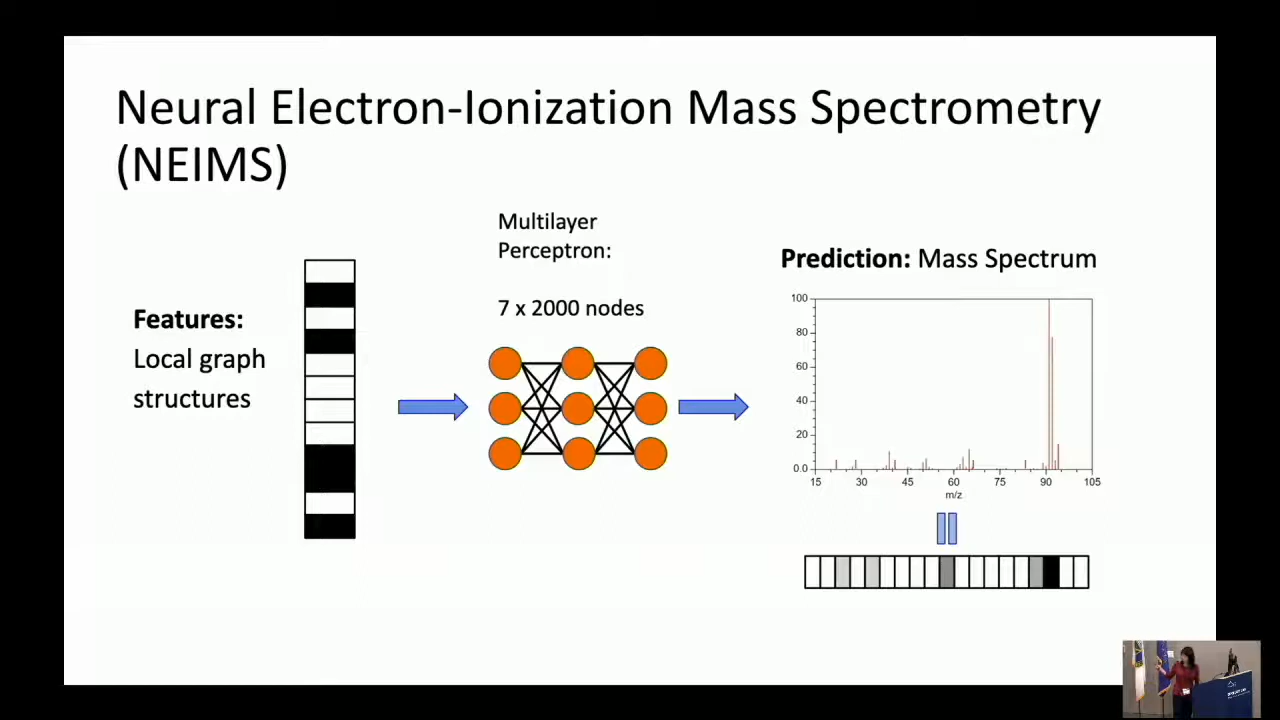 Neural Electron-Ionization Mass Spectrometry
(NEIMS)
Multilayer
Perceptron:
7 x 2000 nodes
Features:
Local graph
structures
Prediction: Mass Spectrum
100
80
60
40
20
0.0
15 30 45 60 75 90 105
m/z